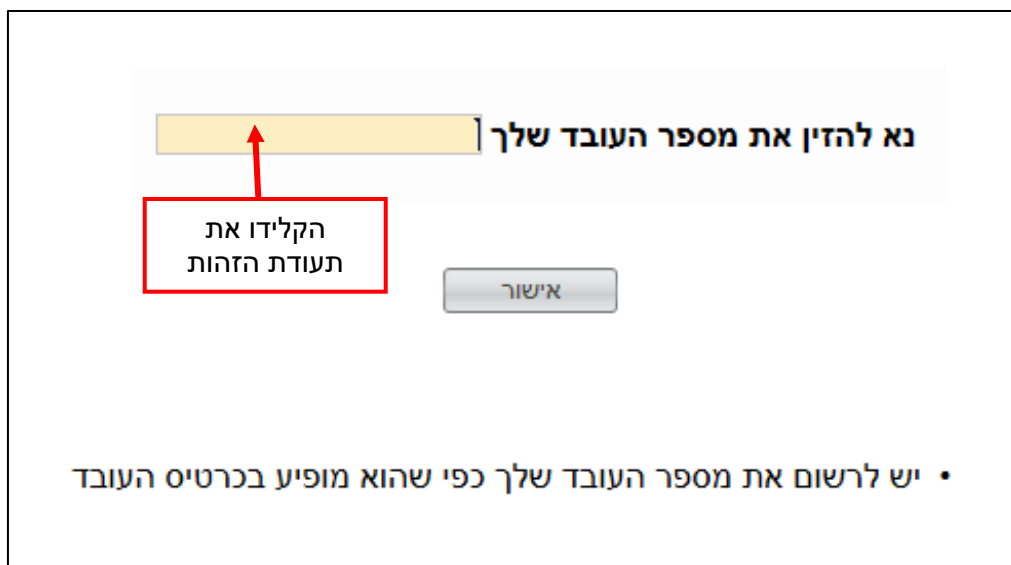 נא להזין את מספר העובד שלך
הקלידו את
תעודת הזהות
אישור
• יש לרשום את מספר העובד שלך כפי שהוא מופיע בכרטיס העובד